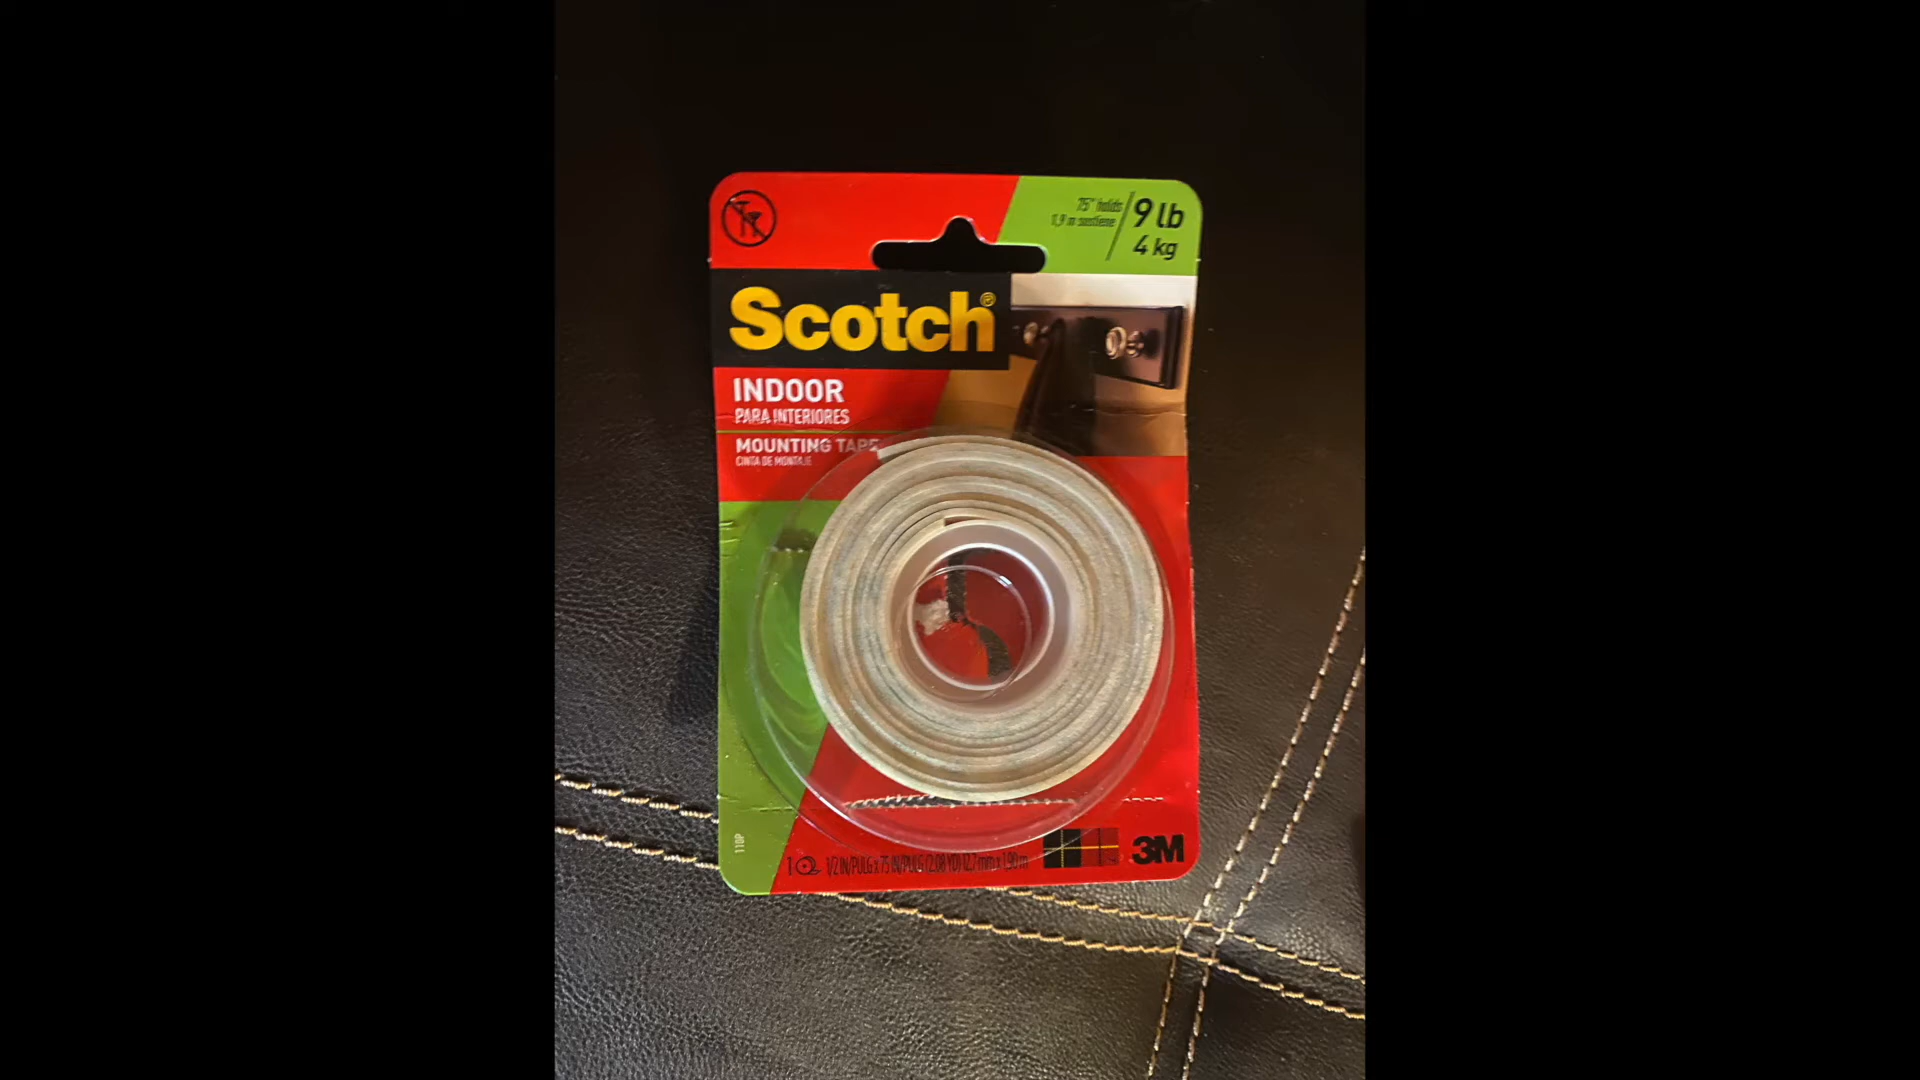 75" holds
1,9 m sostiene
9 lb
4 kg
Scotch®
INDOOR
PARA INTERIORES
MOUNTING TAPE
CINTA DE MONTAJE
110P
1 1/2 IN/PULG x 75 IN/PULG (2.08 YD) 12,7 mm x 1,90 m
3M